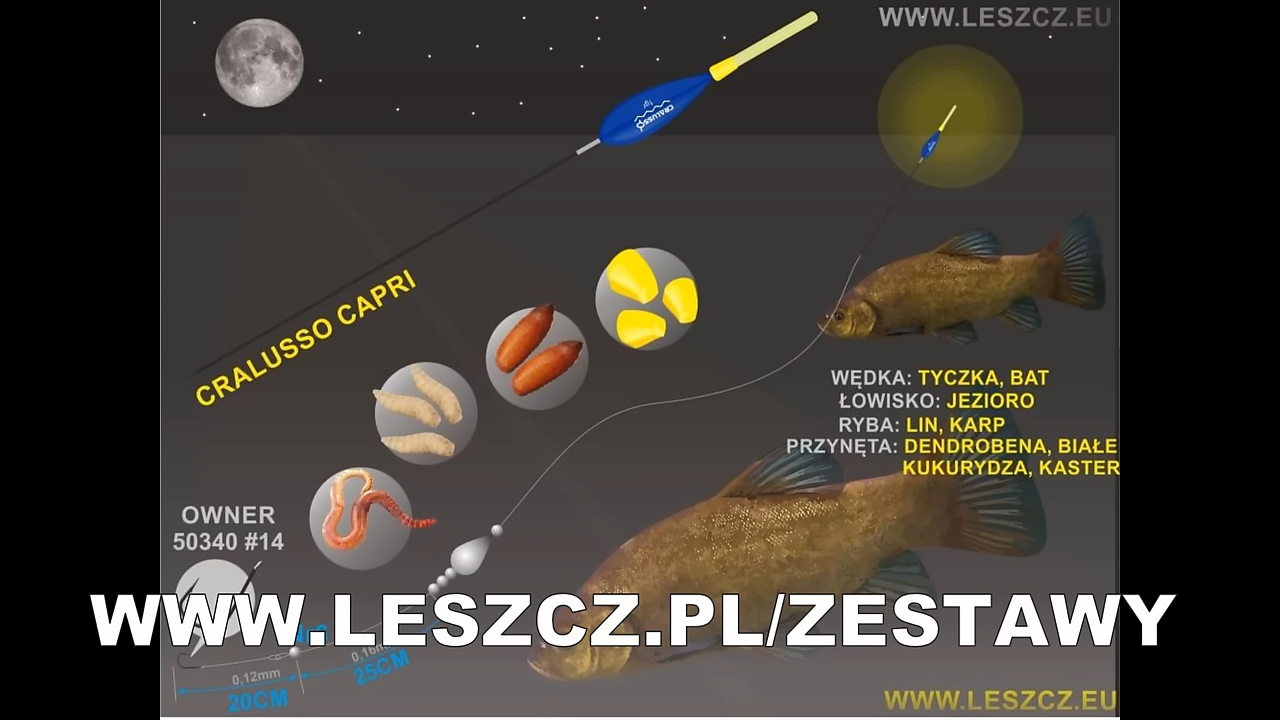 WWW.LESZCZ.EU
CRALUSSO
CRALUSSO CAPRI
WĘDKA: TYCZKA, BAT
ŁOWISKO: JEZIORO
RYBA: LIN, KARP
PRZYNĘTA: DENDROBENA, BIAŁE
KUKURYDZA, KASTER
OWNER
50340 #14
WWW.LESZCZ.PL/ZESTAWY
0,12mm
20CM
25CM
WWW.LESZCZ.EU